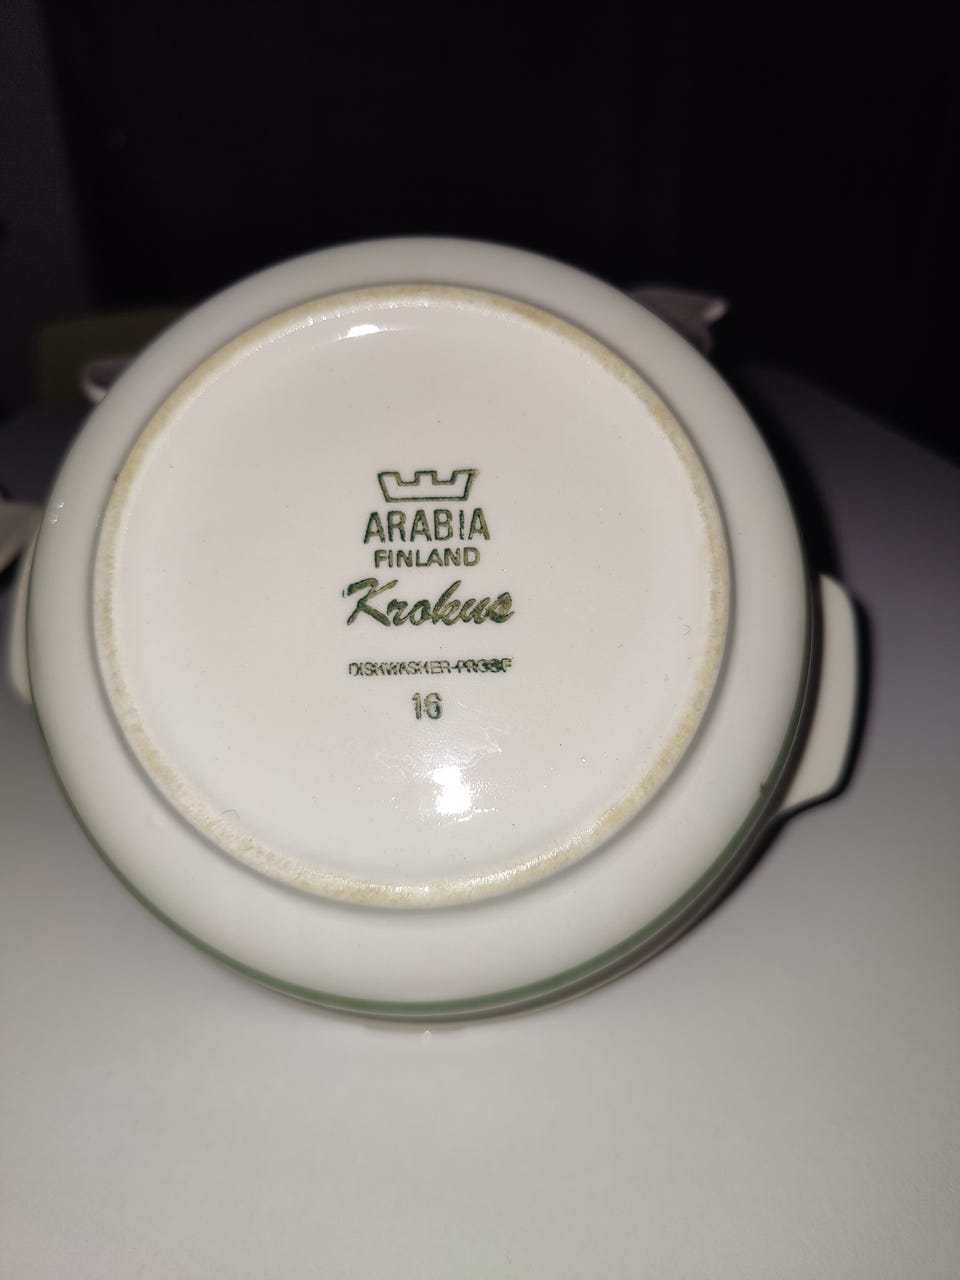 ARABIA
FINLAND
Krokus
DISHWASHER-PROOF
16